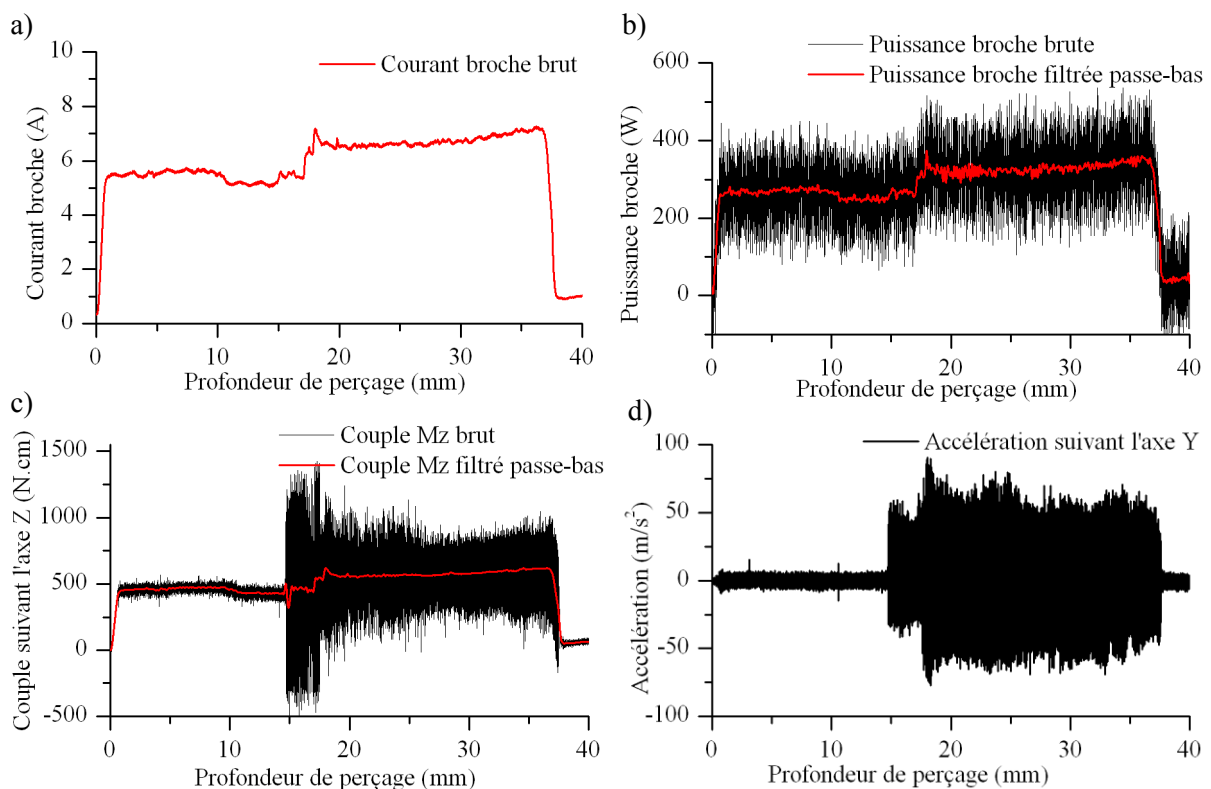 a)
10
8
6
4
2
0
Courant broche (A)
Courant broche brut
0 10 20 30 40
Profondeur de perçage (mm)
b)
600
400
200
0
Puissance broche (W)
Puissance broche brute
Puissance broche filtrée passe-bas
0 10 20 30 40
Profondeur de perçage (mm)
c)
1500
1000
500
0
-500
Couple suivant l'axe Z (N.cm)
Couple Mz brut
Couple Mz filtré passe-bas
0 10 20 30 40
Profondeur de perçage (mm)
d)
100
50
0
-50
-100
Accélération (m/s²)
Accélération suivant l'axe Y
0 10 20 30 40
Profondeur de perçage (mm)